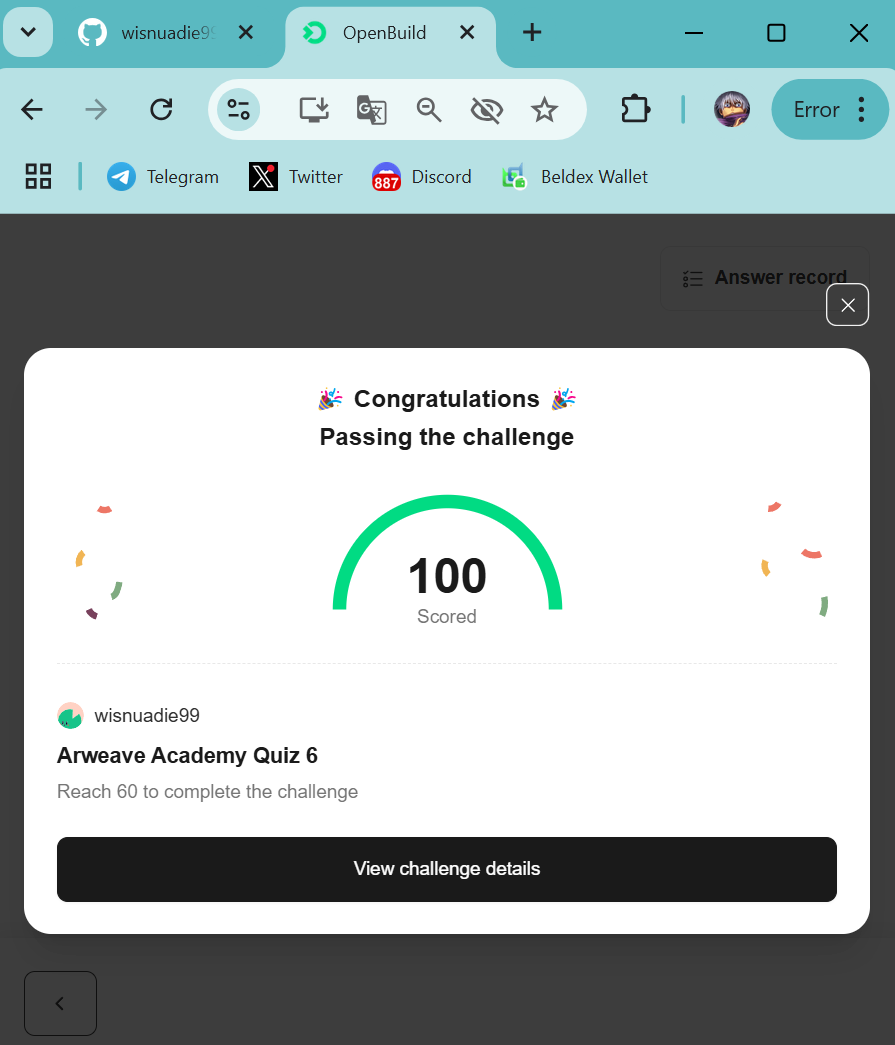 wisnuadie99
OpenBuild
Error
Telegram
Twitter
887
Discord
Beldex Wallet
Answer record
Congratulations
Passing the challenge
100
Scored
wisnuadie99
Arweave Academy Quiz 6
Reach 60 to complete the challenge
View challenge details